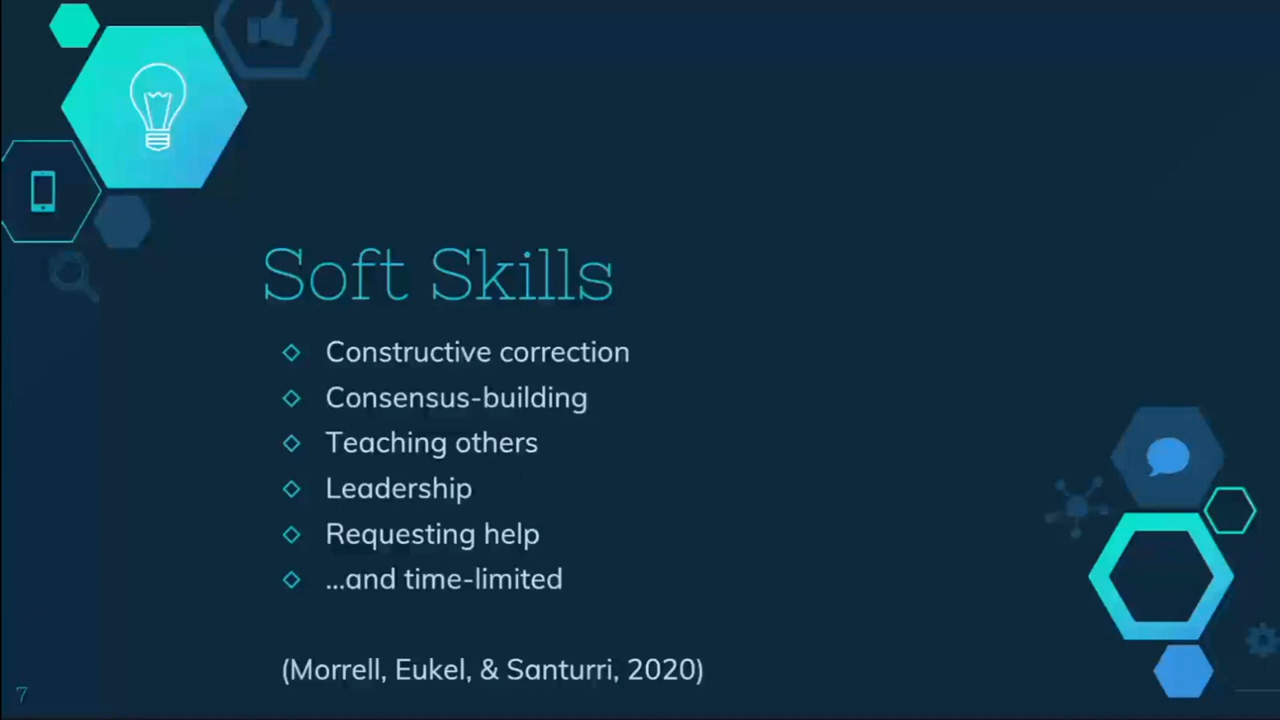 Soft Skills
Constructive correction
Consensus-building
Teaching others
Leadership
Requesting help
...and time-limited
(Morrell, Eukel, & Santurri, 2020)
7